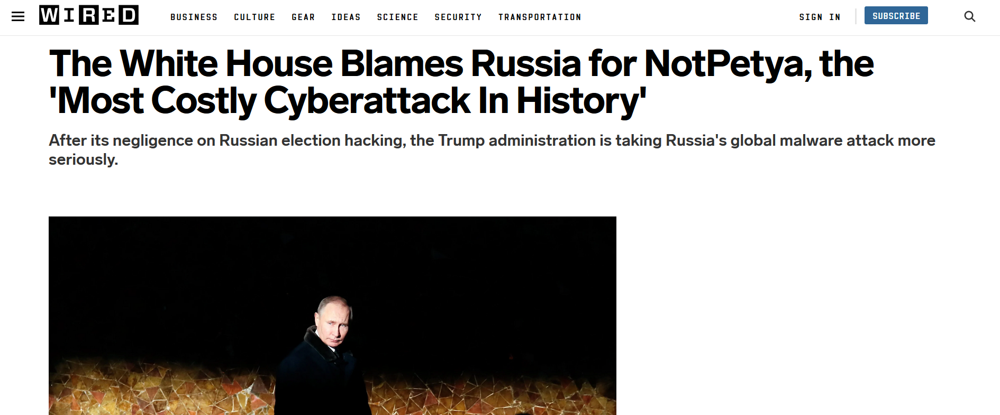 WIRED
BUSINESS CULTURE GEAR IDEAS SCIENCE SECURITY TRANSPORTATION SIGN IN SUBSCRIBE
The White House Blames Russia for NotPetya, the
'Most Costly Cyberattack In History'
After its negligence on Russian election hacking, the Trump administration is taking Russia's global malware attack more
seriously.